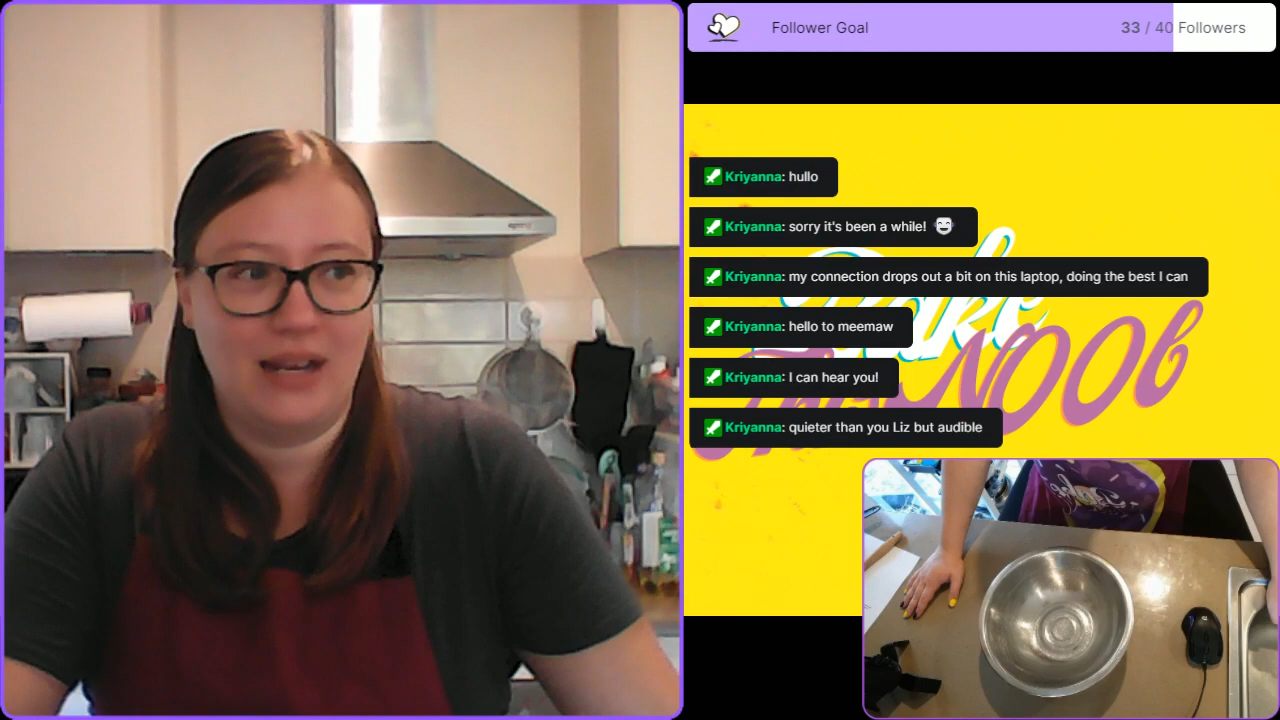 Follower Goal
33 / 40 Followers
Kriyanna: hullo
Kriyanna: sorry it's been a while!
Kriyanna: my connection drops out a bit on this laptop, doing the best I can
Kriyanna: hello to meemaw
Kriyanna: I can hear you!
Kriyanna: quieter than you Liz but audible
NOOb